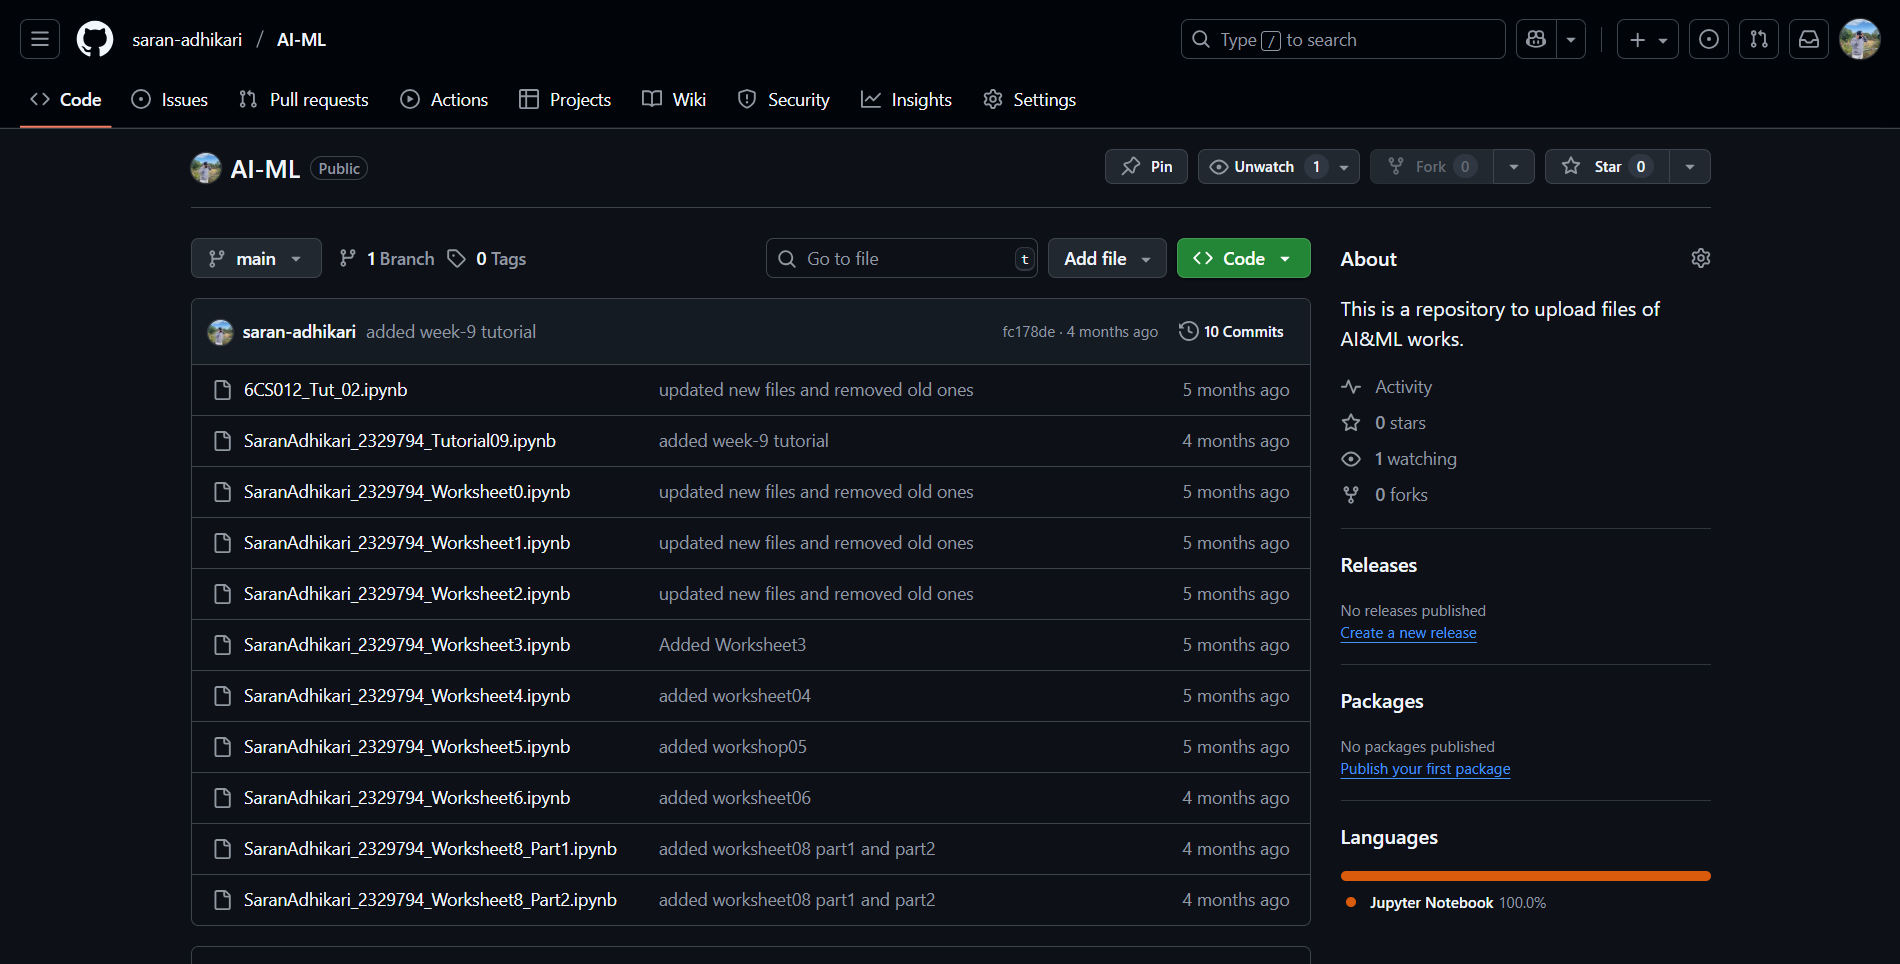 saran-adhikari / AI-ML
Type / to search
Code Issues Pull requests Actions Projects Wiki Security Insights Settings
AI-ML Public
Pin Unwatch 1 Fork 0 Star 0
main 1 Branch 0 Tags Go to file t Add file Code
saran-adhikari added week-9 tutorial fc178de · 4 months ago 10 Commits
6CS012_Tut_02.ipynb updated new files and removed old ones 5 months ago
SaranAdhikari_2329794_Tutorial09.ipynb added week-9 tutorial 4 months ago
SaranAdhikari_2329794_Worksheet0.ipynb updated new files and removed old ones 5 months ago
SaranAdhikari_2329794_Worksheet1.ipynb updated new files and removed old ones 5 months ago
SaranAdhikari_2329794_Worksheet2.ipynb updated new files and removed old ones 5 months ago
SaranAdhikari_2329794_Worksheet3.ipynb Added Worksheet3 5 months ago
SaranAdhikari_2329794_Worksheet4.ipynb added worksheet04 5 months ago
SaranAdhikari_2329794_Worksheet5.ipynb added workshop05 5 months ago
SaranAdhikari_2329794_Worksheet6.ipynb added worksheet06 4 months ago
SaranAdhikari_2329794_Worksheet8_Part1.ipynb added worksheet08 part1 and part2 4 months ago
SaranAdhikari_2329794_Worksheet8_Part2.ipynb added worksheet08 part1 and part2 4 months ago
About
This is a repository to upload files of
AI&ML works.
Activity
0 stars
1 watching
0 forks
Releases
No releases published
Create a new release
Packages
No packages published
Publish your first package
Languages
Jupyter Notebook 100.0%